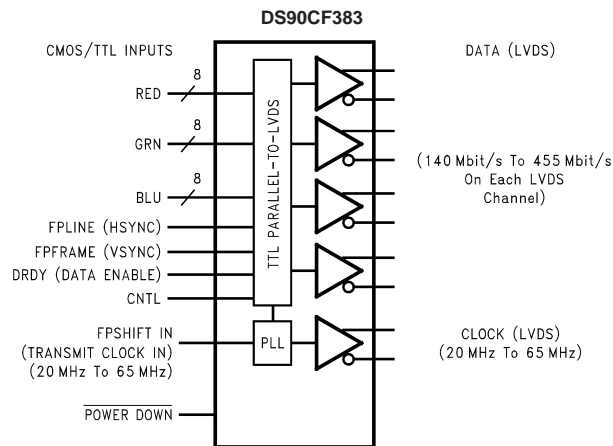 DS90CF383
CMOS/TTL INPUTS
DATA (LVDS)
8
RED
8
GRN
8
BLU
FPLINE (HSYNC)
FPFRAME (VSYNC)
DRDY (DATA ENABLE)
CNTL
FPSHIFT IN
(TRANSMIT CLOCK IN)
(20 MHz To 65 MHz)
POWER DOWN
TTL PARALLEL-TO-LVDS
PLL
(140 Mbit/s To 455 Mbit/s
On Each LVDS
Channel)
CLOCK (LVDS)
(20 MHz To 65 MHz)